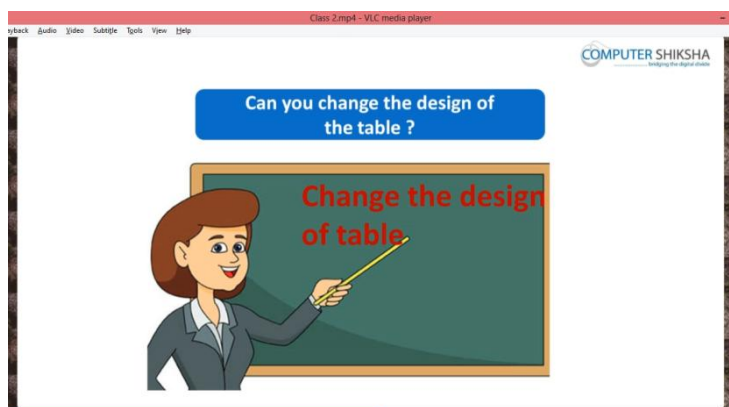 Class 2.mp4 - VLC media player
ayback Audio Video Subtitle Tools View Help
COMPUTER SHIKSHA
bridging the digital divide
Can you change the design of
the table ?
Change the design
of table